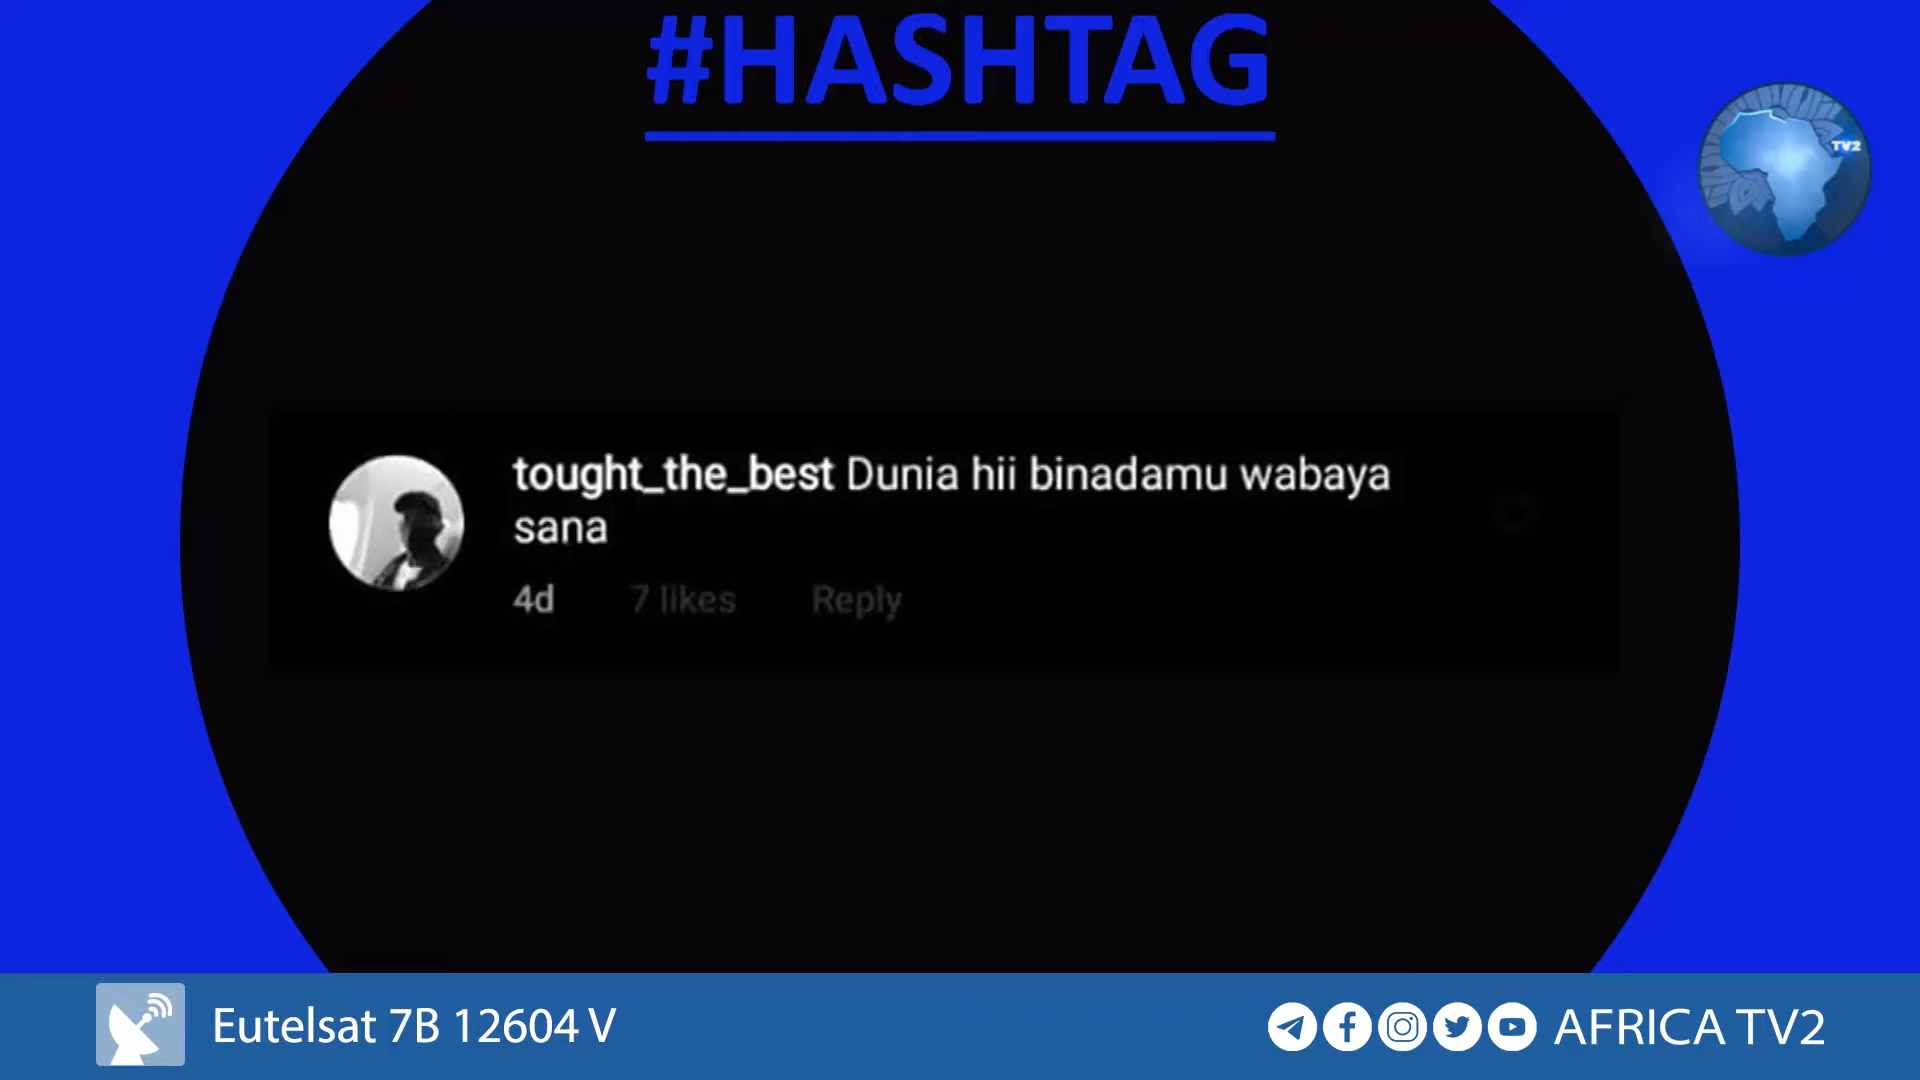 #HASHTAG
TV2
tought_the_best Dunia hii binadamu wabaya
sana
4d 7 likes Reply
Eutelsat 7B 12604 V
AFRICA TV2